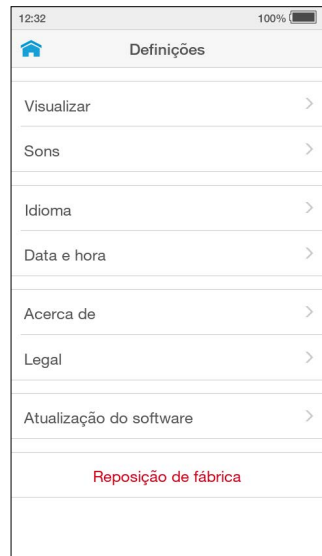 12:32 100%
Definições
Visualizar
Sons
Idioma
Data e hora
Acerca de
Legal
Atualização do software
Reposição de fábrica